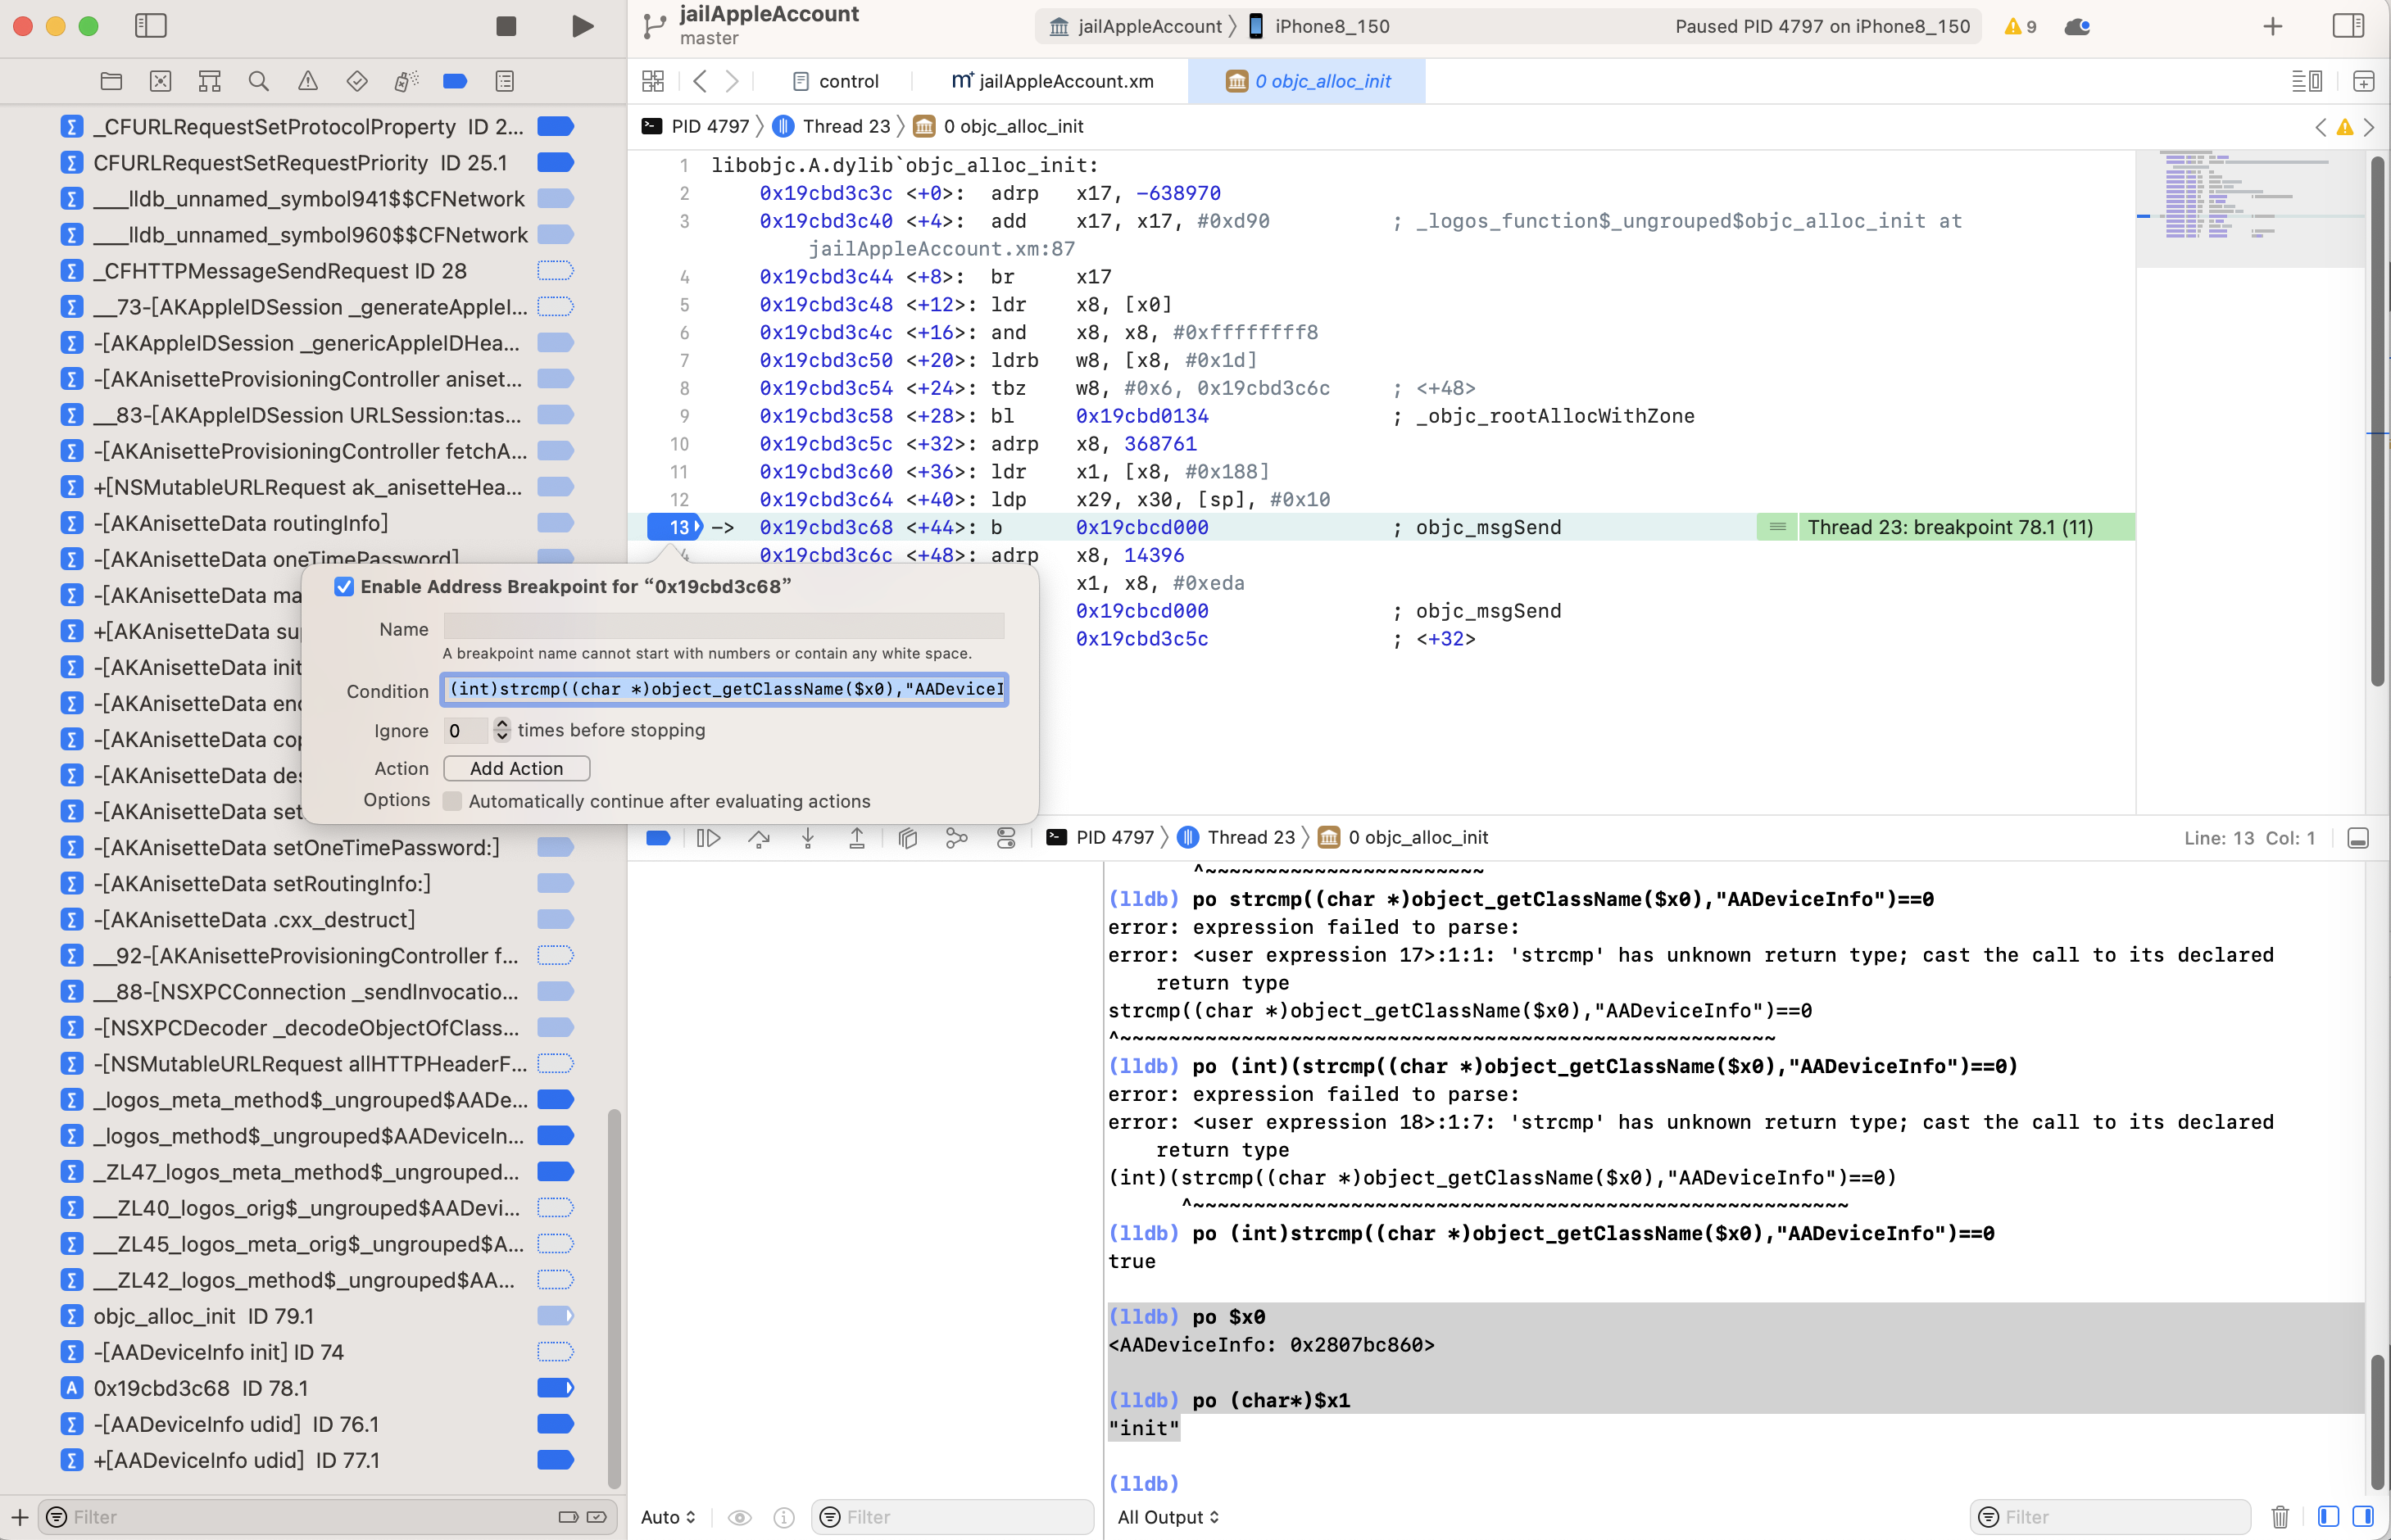 jailAppleAccount
master
jailAppleAccount
iPhone8_150
Paused PID 4797 on iPhone8_150
9
control
jailAppleAccount.xm
0 objc_alloc_init
PID 4797
Thread 23
0 objc_alloc_init
_CFURLRequestSetProtocolProperty ID 2...
CFURLRequestSetRequestPriority ID 25.1
___lldb_unnamed_symbol941$$CFNetwork
___lldb_unnamed_symbol960$$CFNetwork
_CFHTTPMessageSendRequest ID 28
__73-[AKAppleIDSession _generateAppleI...
-[AKAppleIDSession _genericAppleIDHea...
-[AKAnisetteProvisioningController aniset...
__83-[AKAppleIDSession URLSession:tas...
-[AKAnisetteProvisioningController fetchA...
+[NSMutableURLRequest ak_anisetteHea...
-[AKAnisetteData routingInfo]
-[AKAnisetteData oneTimePassword]
-[AKAnisetteData ma
+[AKAnisetteData su
-[AKAnisetteData init
-[AKAnisetteData enc
-[AKAnisetteData cop
-[AKAnisetteData des
-[AKAnisetteData set
-[AKAnisetteData setOneTimePassword:]
-[AKAnisetteData setRoutingInfo:]
-[AKAnisetteData .cxx_destruct]
__92-[AKAnisetteProvisioningController f...
__88-[NSXPCConnection _sendInvocatio...
-[NSXPCDecoder _decodeObjectOfClass...
-[NSMutableURLRequest allHTTPHeaderF...
_logos_meta_method$_ungrouped$AADe...
_logos_method$_ungrouped$AADeviceIn...
_ZL47_logos_meta_method$_ungrouped...
__ZL40_logos_orig$_ungrouped$AADevi...
__ZL45_logos_meta_orig$_ungrouped$A...
__ZL42_logos_method$_ungrouped$AA...
objc_alloc_init ID 79.1
-[AADeviceInfo init] ID 74
0x19cbd3c68 ID 78.1
-[AADeviceInfo udid] ID 76.1
+[AADeviceInfo udid] ID 77.1
Filter
1 libobjc.A.dylib`objc_alloc_init:
2 0x19cbd3c3c <+0>: adrp x17, -638970
3 0x19cbd3c40 <+4>: add x17, x17, #0xd90 ; _logos_function$_ungrouped$objc_alloc_init at
jailAppleAccount.xm:87
4 0x19cbd3c44 <+8>: br x17
5 0x19cbd3c48 <+12>: ldr x8, [x0]
6 0x19cbd3c4c <+16>: and x8, x8, #0xffffffff8
7 0x19cbd3c50 <+20>: ldrb w8, [x8, #0x1d]
8 0x19cbd3c54 <+24>: tbz w8, #0x6, 0x19cbd3c6c ; <+48>
9 0x19cbd3c58 <+28>: bl 0x19cbd0134 ; _objc_rootAllocWithZone
10 0x19cbd3c5c <+32>: adrp x8, 368761
11 0x19cbd3c60 <+36>: ldr x1, [x8, #0x188]
12 0x19cbd3c64 <+40>: ldp x29, x30, [sp], #0x10
13 -> 0x19cbd3c68 <+44>: b 0x19cbcd000 ; objc_msgSend Thread 23: breakpoint 78.1 (11)
4 0x19cbd3c6c <+48>: adrp x8, 14396
x1, x8, #0xeda
0x19cbcd000 ; objc_msgSend
0x19cbd3c5c ; <+32>
Enable Address Breakpoint for “0x19cbd3c68”
Name
A breakpoint name cannot start with numbers or contain any white space.
Condition (int)strcmp((char *)object_getClassName($x0),"AADeviceI
Ignore 0 times before stopping
Action Add Action
Options Automatically continue after evaluating actions
PID 4797
Thread 23
0 objc_alloc_init
Line: 13 Col: 1
^~~~~~~~~~~~~~~~~~~~~~~~
(lldb) po strcmp((char *)object_getClassName($x0),"AADeviceInfo")==0
error: expression failed to parse:
error: <user expression 17>:1:1: 'strcmp' has unknown return type; cast the call to its declared
return type
strcmp((char *)object_getClassName($x0),"AADeviceInfo")==0
^~~~~~~~~~~~~~~~~~~~~~~~~~~~~~~~~~~~~~~~~~~~~~~~~~~~~~~
(lldb) po (int)(strcmp((char *)object_getClassName($x0),"AADeviceInfo")==0)
error: expression failed to parse:
error: <user expression 18>:1:7: 'strcmp' has unknown return type; cast the call to its declared
return type
(int)(strcmp((char *)object_getClassName($x0),"AADeviceInfo")==0)
^~~~~~~~~~~~~~~~~~~~~~~~~~~~~~~~~~~~~~~~~~~~~~~~~~~~~~~
(lldb) po (int)strcmp((char *)object_getClassName($x0),"AADeviceInfo")==0
true
(lldb) po $x0
<AADeviceInfo: 0x2807bc860>
(lldb) po (char*)$x1
"init"
(lldb)
Auto
Filter
All Output
Filter